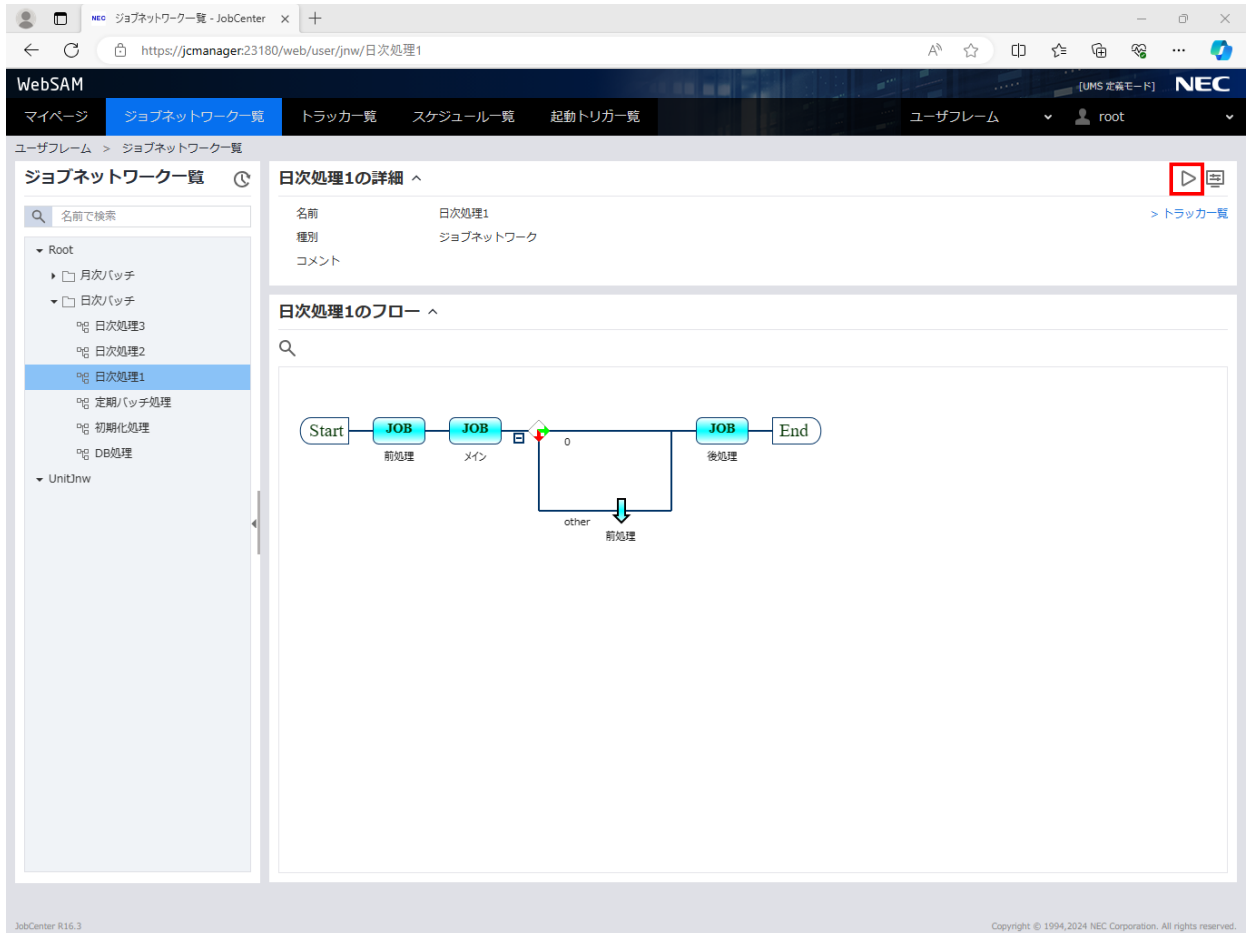 NEC ジョブネットワーク一覧 - JobCenter
https://jcmanager:23180/web/user/jnw/日次処理1
WebSAM
[UMS 定義モード] NEC
マイページ ジョブネットワーク一覧 トラッカ一覧 スケジュール一覧 起動トリガ一覧 ユーザフレーム root
ユーザフレーム > ジョブネットワーク一覧
ジョブネットワーク一覧
名前で検索
Root
月次バッチ
日次バッチ
日次処理3
日次処理2
日次処理1
定期バッチ処理
初期化処理
DB処理
UnitJnw
日次処理1の詳細
名前 日次処理1 > トラッカ一覧
種別 ジョブネットワーク
コメント
日次処理1のフロー
Start JOB JOB 0 JOB End
前処理 メイン 後処理
other
前処理
JobCenter R16.3
Copyright © 1994,2024 NEC Corporation. All rights reserved.